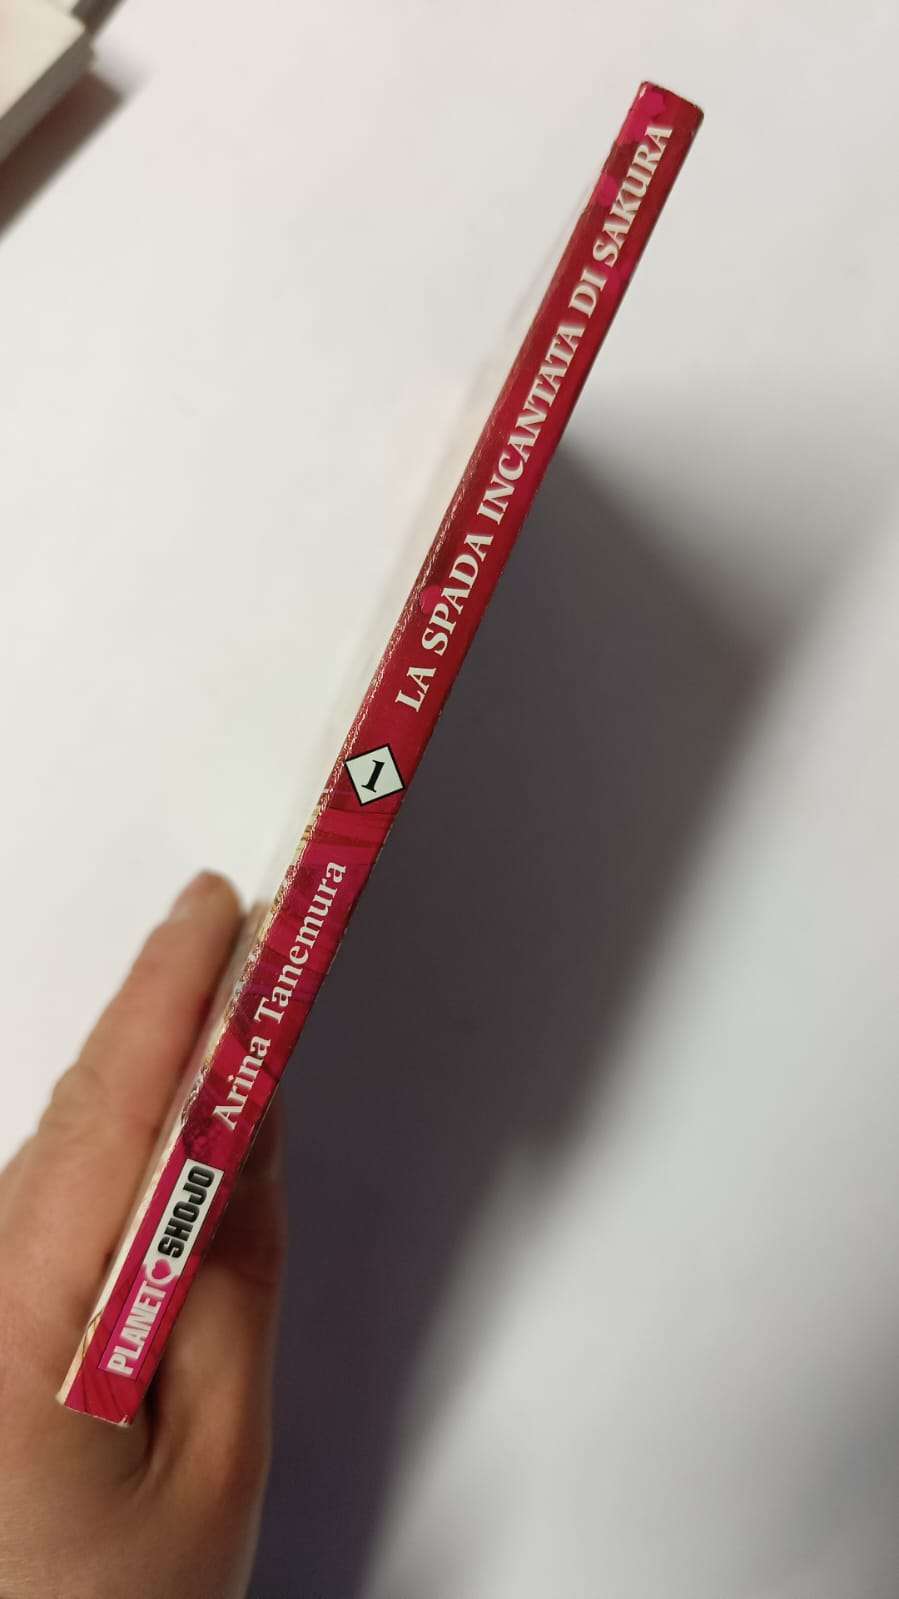 PLANET SHOJO
Arina Tanemura
1
LA SPADA INCANTATA DI SAKURA